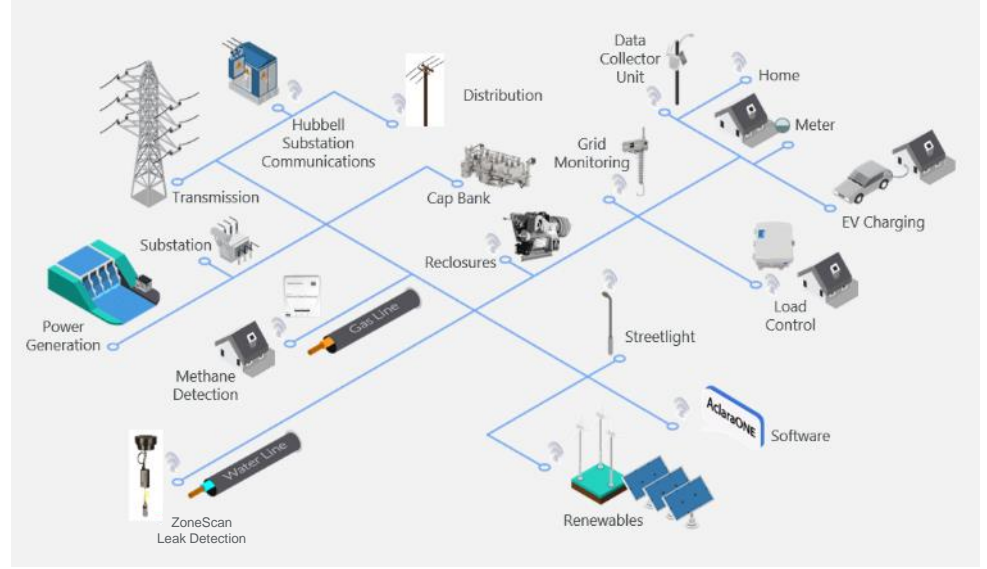 Data
Collector
Unit
Home
Distribution
Hubbell
Substation
Communications
Meter
Grid
Monitoring
Transmission
Cap Bank
EV Charging
Substation
Reclosures
Load
Control
Power
Generation
Gas Line
Streetlight
Methane
Detection
AclaraONE
Software
Water Line
ZoneScan
Leak Detection
Renewables